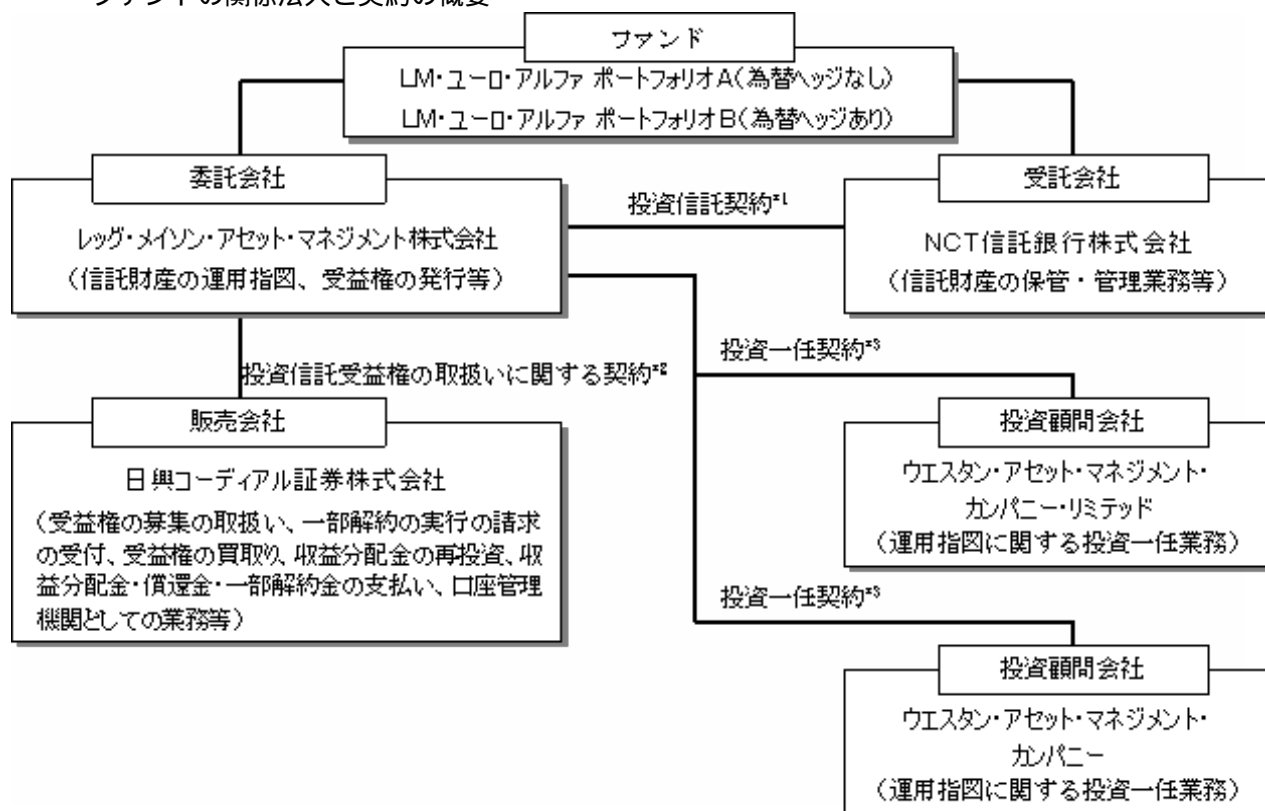 ファンドの関係法人と契約の概要
ファンド
LM・ユーロ・アルファ ポートフォリオA(為替ヘッジなし)
LM・ユーロ・アルファ ポートフォリオB(為替ヘッジあり)
委託会社
レッグ・メイソン・アセット・マネジメント株式会社
(信託財産の運用指図、受益権の発行等)
投資信託契約*1
受託会社
NCT信託銀行株式会社
(信託財産の保管・管理業務等)
投資信託受益権の取扱いに関する契約*2
投資一任契約*3
販売会社
日興コーディアル証券株式会社
(受益権の募集の取扱い、一部解約の実行の請求
の受付、受益権の買取り、収益分配金の再投資、収
益分配金・償還金・一部解約金の支払い、口座管理
機関としての業務等)
投資顧問会社
ウエスタン・アセット・マネジメント・
カンパニー・リミテッド
(運用指図に関する投資一任業務)
投資一任契約*3
投資顧問会社
ウエスタン・アセット・マネジメント・
カンパニー
(運用指図に関する投資一任業務)